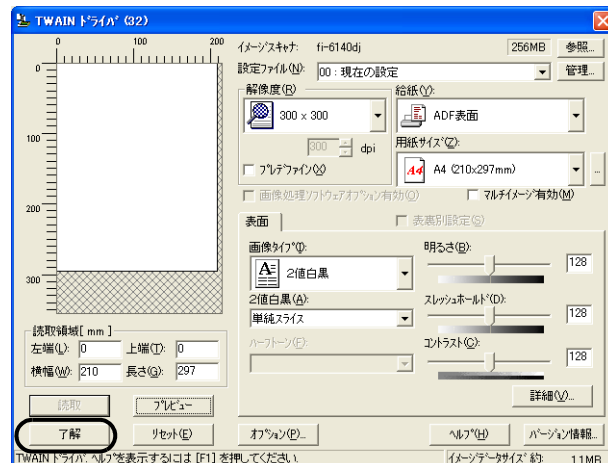 TWAIN ﾄﾞﾗｲﾊﾞ (32)
0 100 200
0
100
200
300
ｲﾒｰｼﾞｽｷｬﾅ: fi-6140dj 256MB 参照...
設定ﾌｧｲﾙ(N): 00 : 現在の設定 管理...
解像度(R) 給紙(Y):
300 × 300 ADF表面
300 dpi 用紙ｻｲｽﾞ(Z):
ﾌﾟﾚﾃﾞﾌｧｲﾝ(X) A4 A4 (210x297mm) ...
画像処理ｿﾌﾄｳｪｱｵﾌﾟｼｮﾝ有効(O) ﾏﾙﾁｲﾒｰｼﾞ有効(M)
表面 表裏別設定(S)
画像ﾀｲﾌﾟ(I): 明るさ(B):
A 2値白黒 128
2値白黒(A): ｽﾚｯｼｭﾎｰﾙﾄﾞ(D):
単純ｽﾗｲｽ 128
ﾊｰﾌﾄｰﾝ(F): ｺﾝﾄﾗｽﾄ(C):
128
詳細(V)...
読取領域[ mm ]
左端(L): 0 上端(T): 0
横幅(W): 210 長さ(G): 297
読取 ﾌﾟﾚﾋﾞｭｰ
了解 ﾘｾｯﾄ(E) ｵﾌﾟｼｮﾝ(P)... ﾍﾙﾌﾟ(H) ﾊﾞｰｼﾞｮﾝ情報...
TWAIN ﾄﾞﾗｲﾊﾞ. ﾍﾙﾌﾟを表示するには [F1] を押してください. ｲﾒｰｼﾞﾃﾞｰﾀｻｲｽﾞ 約: 1.1MB